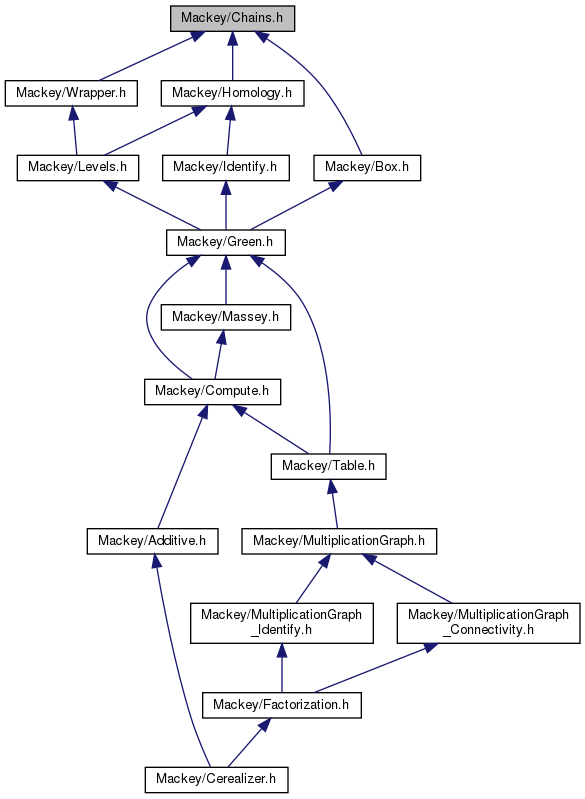 Mackey/Chains.h
Mackey/Wrapper.h
Mackey/Homology.h
Mackey/Levels.h
Mackey/Identify.h
Mackey/Box.h
Mackey/Green.h
Mackey/Massey.h
Mackey/Compute.h
Mackey/Table.h
Mackey/Additive.h
Mackey/MultiplicationGraph.h
Mackey/MultiplicationGraph
_Identify.h
Mackey/MultiplicationGraph
_Connectivity.h
Mackey/Factorization.h
Mackey/Cerealizer.h